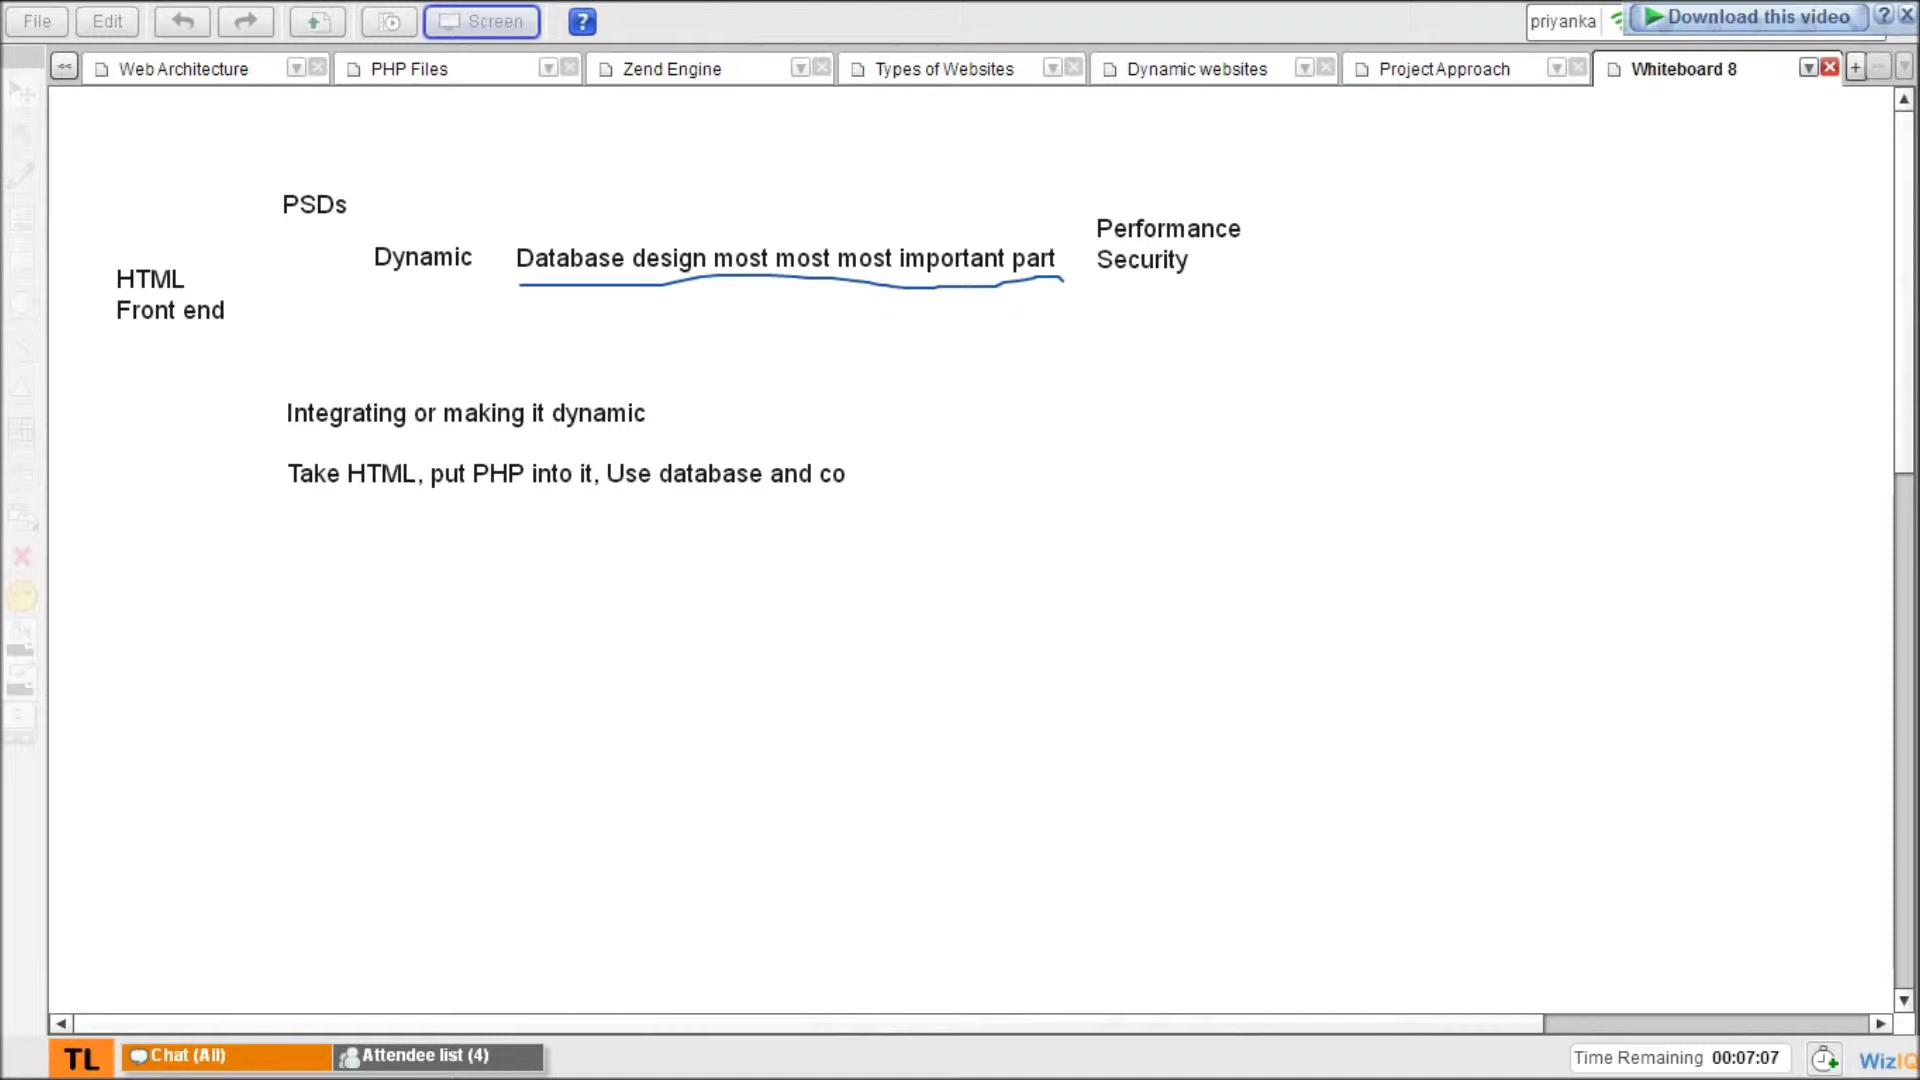 File Edit Screen ? priyanka Download this video ? X
<< Web Architecture PHP Files Zend Engine Types of Websites Dynamic websites Project Approach Whiteboard 8 +
PSDs
Performance
Dynamic Database design most most most important part Security
HTML
Front end
Integrating or making it dynamic
Take HTML, put PHP into it, Use database and co
TL Chat (All) Attendee list (4) Time Remaining 00:07:07 WizIQ